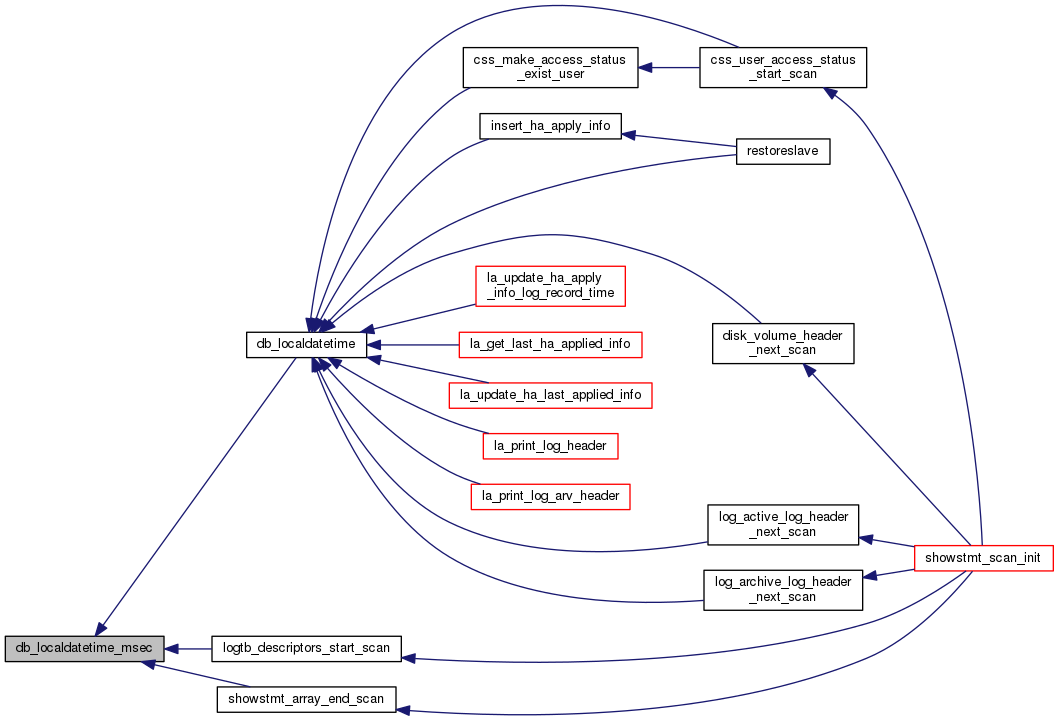 css_make_access_status
_exist_user
css_user_access_status
_start_scan
insert_ha_apply_info
restoreslave
la_update_ha_apply
_info_log_record_time
db_localdatetime
la_get_last_ha_applied_info
disk_volume_header
_next_scan
la_update_ha_last_applied_info
la_print_log_header
la_print_log_arv_header
log_active_log_header
_next_scan
showstmt_scan_init
log_archive_log_header
_next_scan
db_localdatetime_msec
logtb_descriptors_start_scan
showstmt_array_end_scan